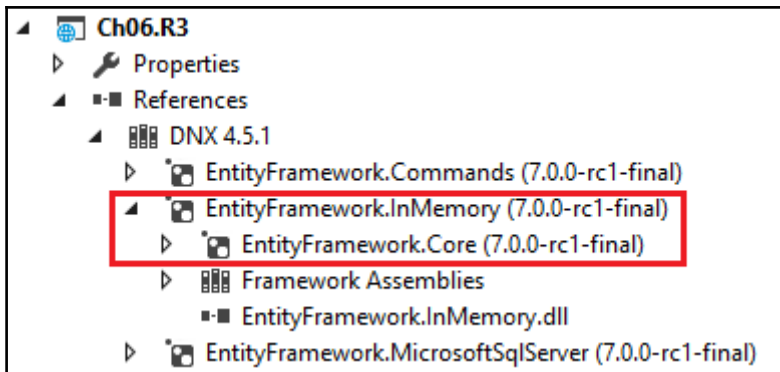 Ch06.R3
Properties
References
DNX 4.5.1
EntityFramework.Commands (7.0.0-rc1-final)
EntityFramework.InMemory (7.0.0-rc1-final)
EntityFramework.Core (7.0.0-rc1-final)
Framework Assemblies
EntityFramework.InMemory.dll
EntityFramework.MicrosoftSqlServer (7.0.0-rc1-final)